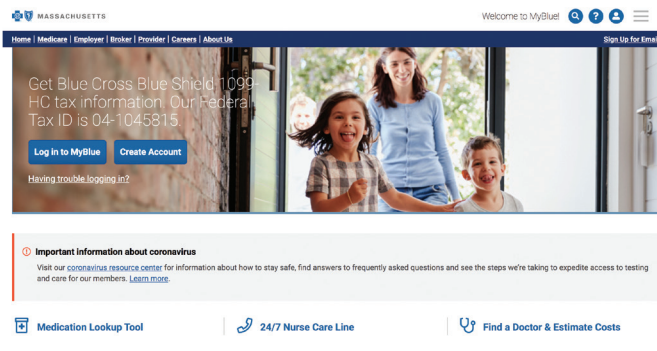 MASSACHUSETTS
Welcome to MyBlue!
Home | Medicare | Employer | Broker | Provider | Careers | About Us
Sign Up for Email
Get Blue Cross Blue Shield 1099-
HC tax information. Our Federal
Tax ID is 04-1045815.
Log in to MyBlue
Create Account
Having trouble logging in?
Important information about coronavirus
Visit our coronavirus resource center for information about how to stay safe, find answers to frequently asked questions and see the steps we're taking to expedite access to testing
and care for our members. Learn more.
Medication Lookup Tool
24/7 Nurse Care Line
Find a Doctor & Estimate Costs